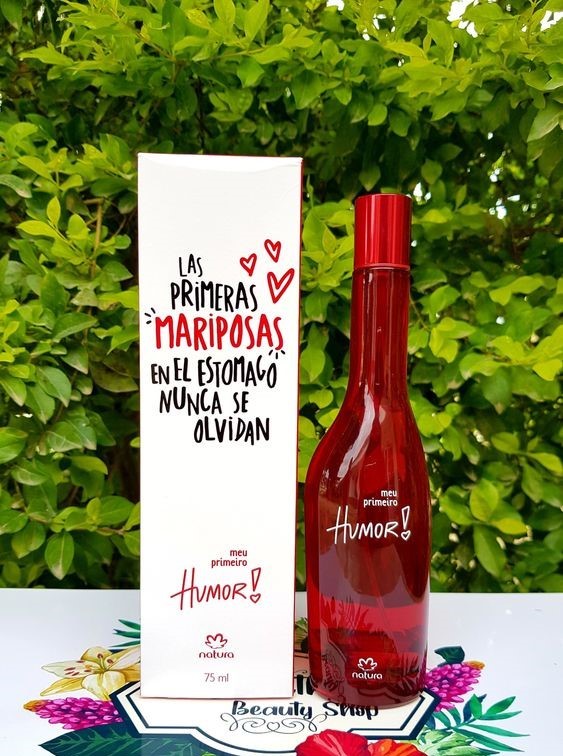 LAS
PRIMERAS
"MARIPOSAS"
EN EL ESTOMAGO
NUNCA SE
OLVIDAN
meu
primeiro
HUMOR!
natura
75 ml
meu
primeiro
HUMOR!
natura
Beauty Shop